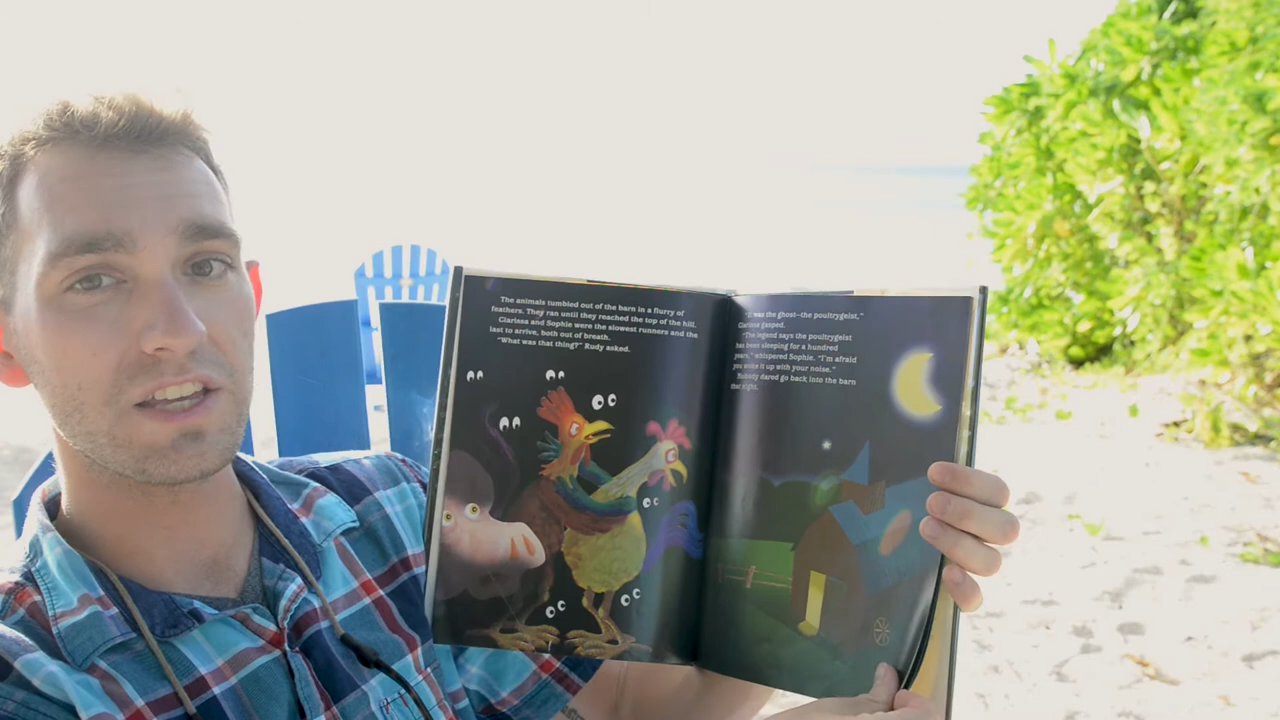 The animals tumbled out of the barn in a flurry of
feathers. They ran until they reached the top of the hill.
Clarissa and Sophie were the slowest runners and the
last to arrive, both out of breath.
"What was that thing?" Rudy asked.
"It was the ghost—the poultrygeist,"
Clarissa gasped.
"The legend says the poultrygeist
has been sleeping for a hundred
years," whispered Sophie. "I'm afraid
you woke it up with your noise."
Nobody dared go back into the barn
that night.